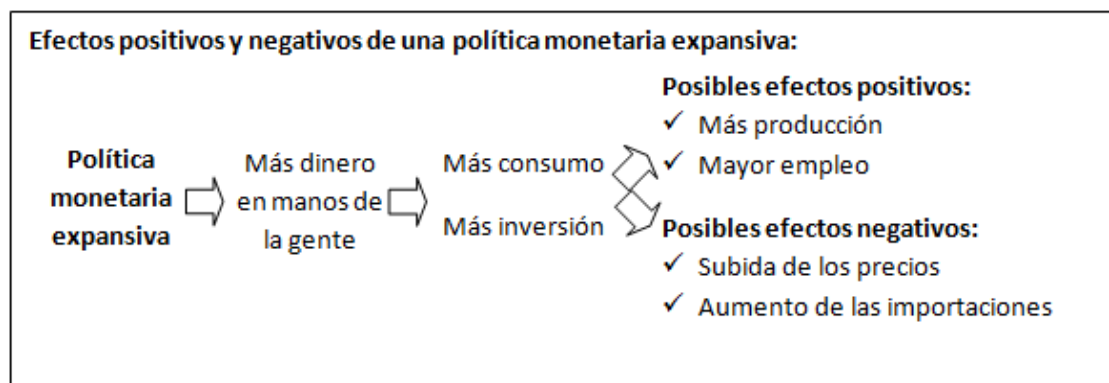 Efectos positivos y negativos de una política monetaria expansiva:
Política
monetaria
expansiva
Más dinero
en manos de
la gente
Más consumo
Más inversión
Posibles efectos positivos:
✓ Más producción
✓ Mayor empleo
Posibles efectos negativos:
✓ Subida de los precios
✓ Aumento de las importaciones